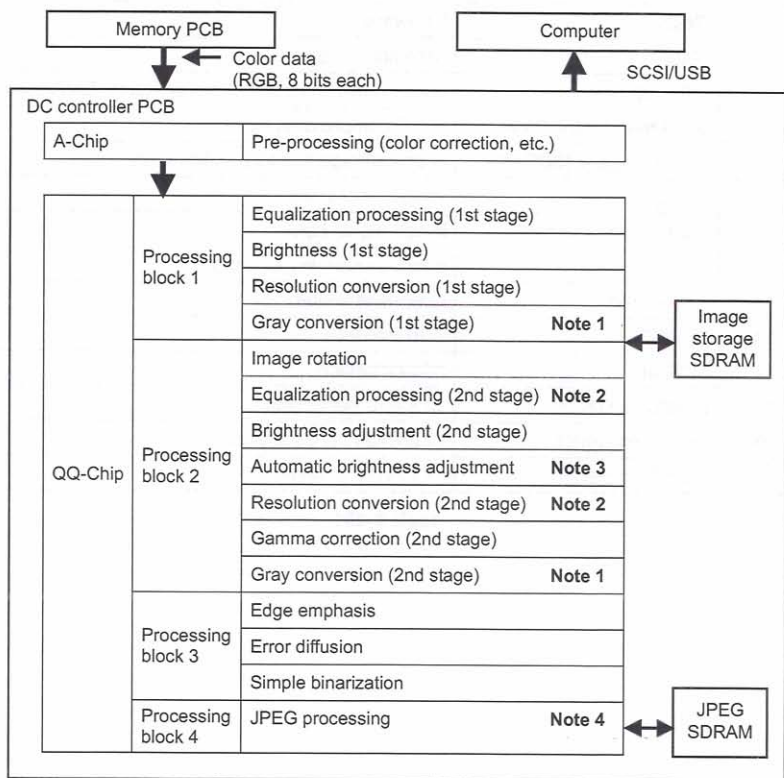 Memory PCB
Computer
Color data
(RGB, 8 bits each)
SCSI/USB
DC controller PCB
A-Chip
Pre-processing (color correction, etc.)
QQ-Chip
Processing
block 1
Equalization processing (1st stage)
Brightness (1st stage)
Resolution conversion (1st stage)
Gray conversion (1st stage) Note 1
Image
storage
SDRAM
Processing
block 2
Image rotation
Equalization processing (2nd stage) Note 2
Brightness adjustment (2nd stage)
Automatic brightness adjustment Note 3
Resolution conversion (2nd stage) Note 2
Gamma correction (2nd stage)
Gray conversion (2nd stage) Note 1
Processing
block 3
Edge emphasis
Error diffusion
Simple binarization
Processing
block 4
JPEG processing Note 4
JPEG
SDRAM